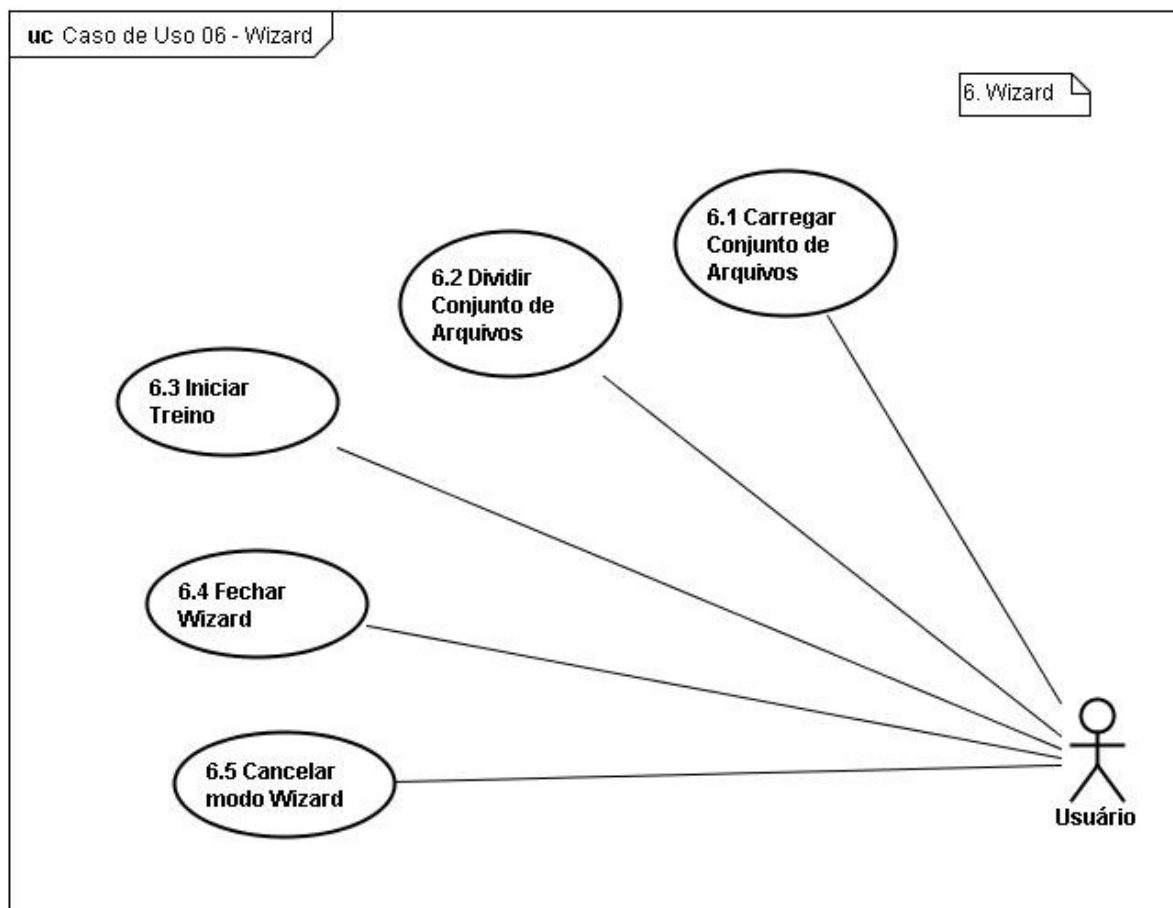 uc Caso de Uso 06 - Wizard
6. Wizard
6.1 Carregar
Conjunto de
Arquivos
6.2 Dividir
Conjunto de
Arquivos
6.3 Iniciar
Treino
6.4 Fechar
Wizard
6.5 Cancelar
modo Wizard
Usuário